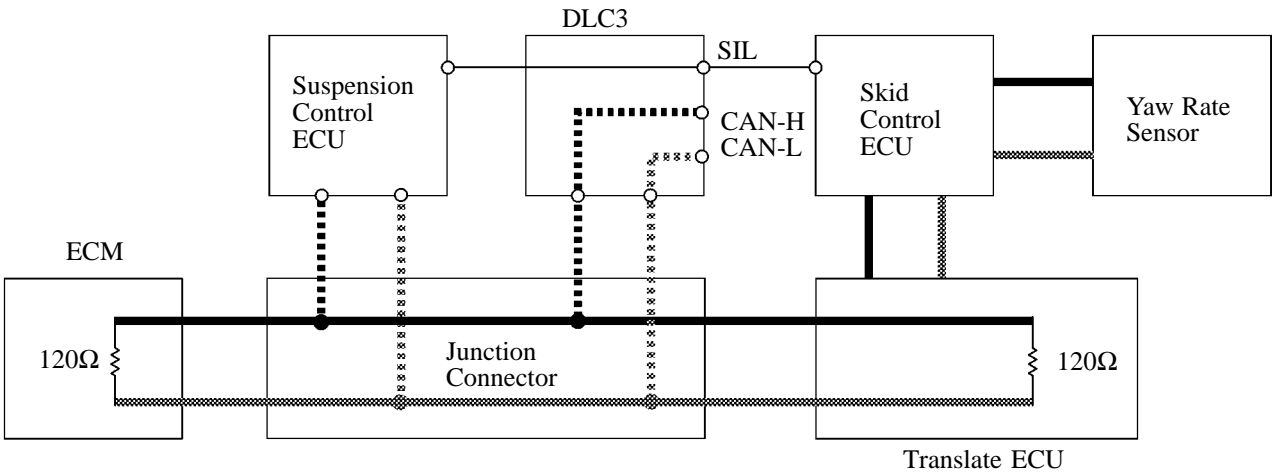 DLC3
SIL
Suspension
Control
ECU
CAN-H
CAN-L
Skid
Control
ECU
Yaw Rate
Sensor
ECM
120Ω
Junction
Connector
120Ω
Translate ECU